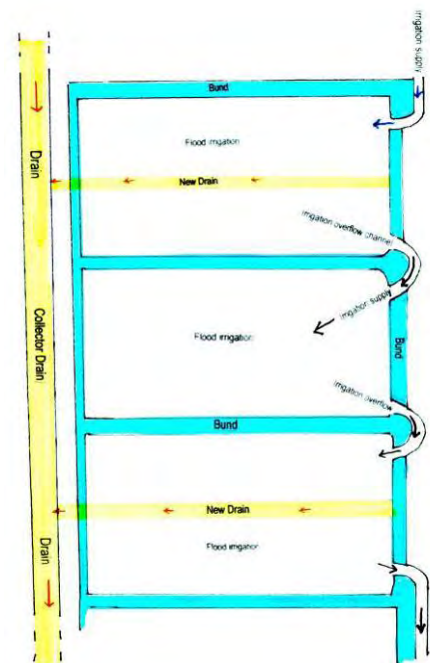 Irrigation supply
Bund
Flood irrigation
Drain
New Drain
Irrigation overflow channel
Irrigation supply
Collector Drain
Flood irrigation
Bund
Irrigation overflow
Bund
New Drain
Drain
Flood irrigation